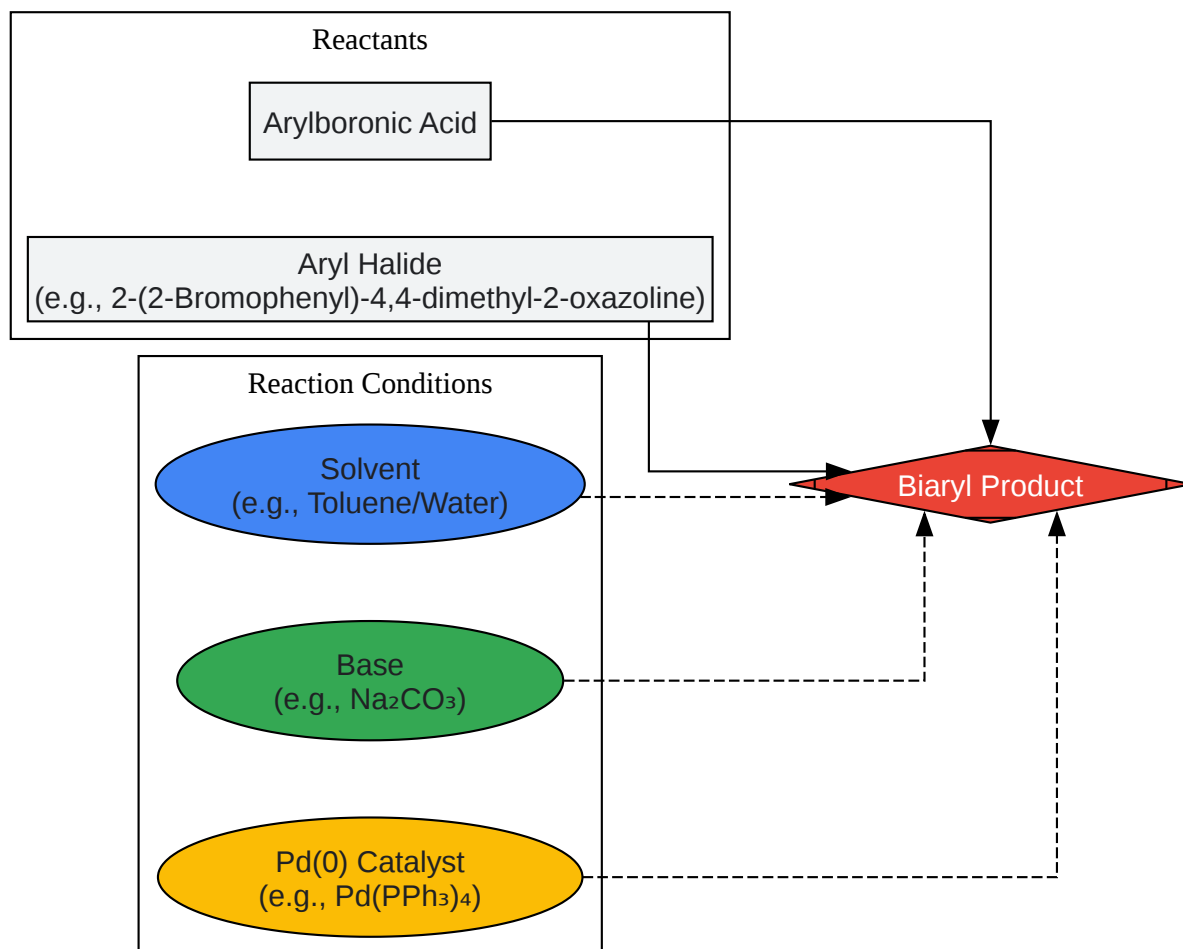 Reactants
Arylboronic Acid
Aryl Halide
(e.g., 2-(2-Bromophenyl)-4,4-dimethyl-2-oxazoline)
Reaction Conditions
Solvent
(e.g., Toluene/Water)
Biaryl Product
Base
(e.g., Na₂CO₃)
Pd(0) Catalyst
(e.g., Pd(PPh₃)₄)